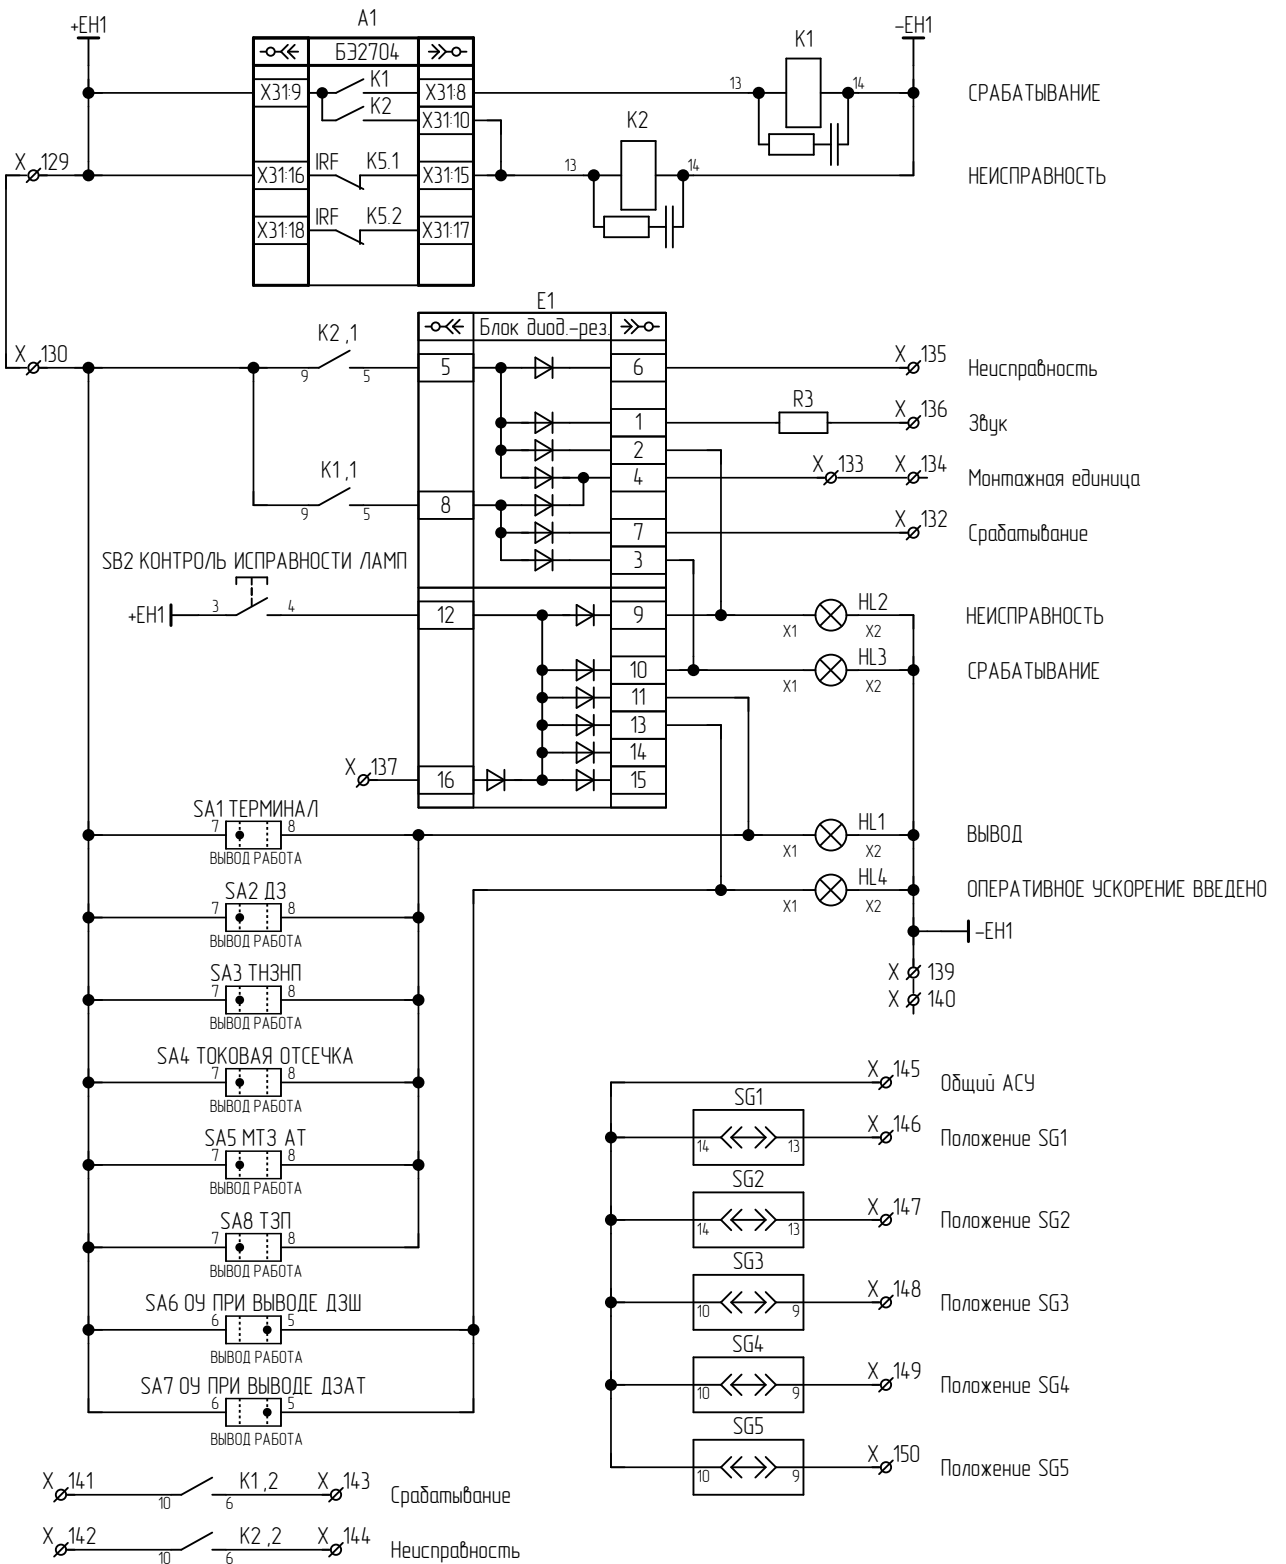 +ЕН1
А1
–ЕН1
БЭ2704
К1
X31:9 К1 X31:8 13 14 СРАБАТЫВАНИЕ
К2 X31:10
К2
X 129 X31:16 IRF К5.1 X31:15 13 14 НЕИСПРАВНОСТЬ
X31:18 IRF К5.2 X31:17
Е1
Блок диод.–рез.
X 130 К2 ,1 9 5 5 6 X 135 Неисправность
1 R3 X 136 Звук
2
4 X 133 X 134 Монтажная единица
К1 ,1 9 5 8
7 X 132 Срабатывание
3
SB2 КОНТРОЛЬ ИСПРАВНОСТИ ЛАМП
+ЕН1 3 4 12 9 X1 HL2 X2 НЕИСПРАВНОСТЬ
10 X1 HL3 X2 СРАБАТЫВАНИЕ
11
13
14
X 137 16 15
SA1 ТЕРМИНАЛ
7 8 X1 HL1 X2 ВЫВОД
ВЫВОД РАБОТА
SA2 ДЗ
7 8 X1 HL4 X2 ОПЕРАТИВНОЕ УСКОРЕНИЕ ВВЕДЕНО
ВЫВОД РАБОТА
–ЕН1
X 139
X 140
SA3 ТНЗНП
7 8
ВЫВОД РАБОТА
SA4 ТОКОВАЯ ОТСЕЧКА
7 8
ВЫВОД РАБОТА
SA5 МТЗ АТ
7 8
ВЫВОД РАБОТА
SA8 ТЗП
7 8
ВЫВОД РАБОТА
SA6 ОУ ПРИ ВЫВОДЕ ДЗШ
6 5
ВЫВОД РАБОТА
SA7 ОУ ПРИ ВЫВОДЕ ДЗАТ
6 5
ВЫВОД РАБОТА
X 145 Общий АСУ
SG1
14 13 X 146 Положение SG1
SG2
14 13 X 147 Положение SG2
SG3
10 9 X 148 Положение SG3
SG4
10 9 X 149 Положение SG4
SG5
10 9 X 150 Положение SG5
X 141 10 К1 ,2 6 X 143 Срабатывание
X 142 10 К2 ,2 6 X 144 Неисправность